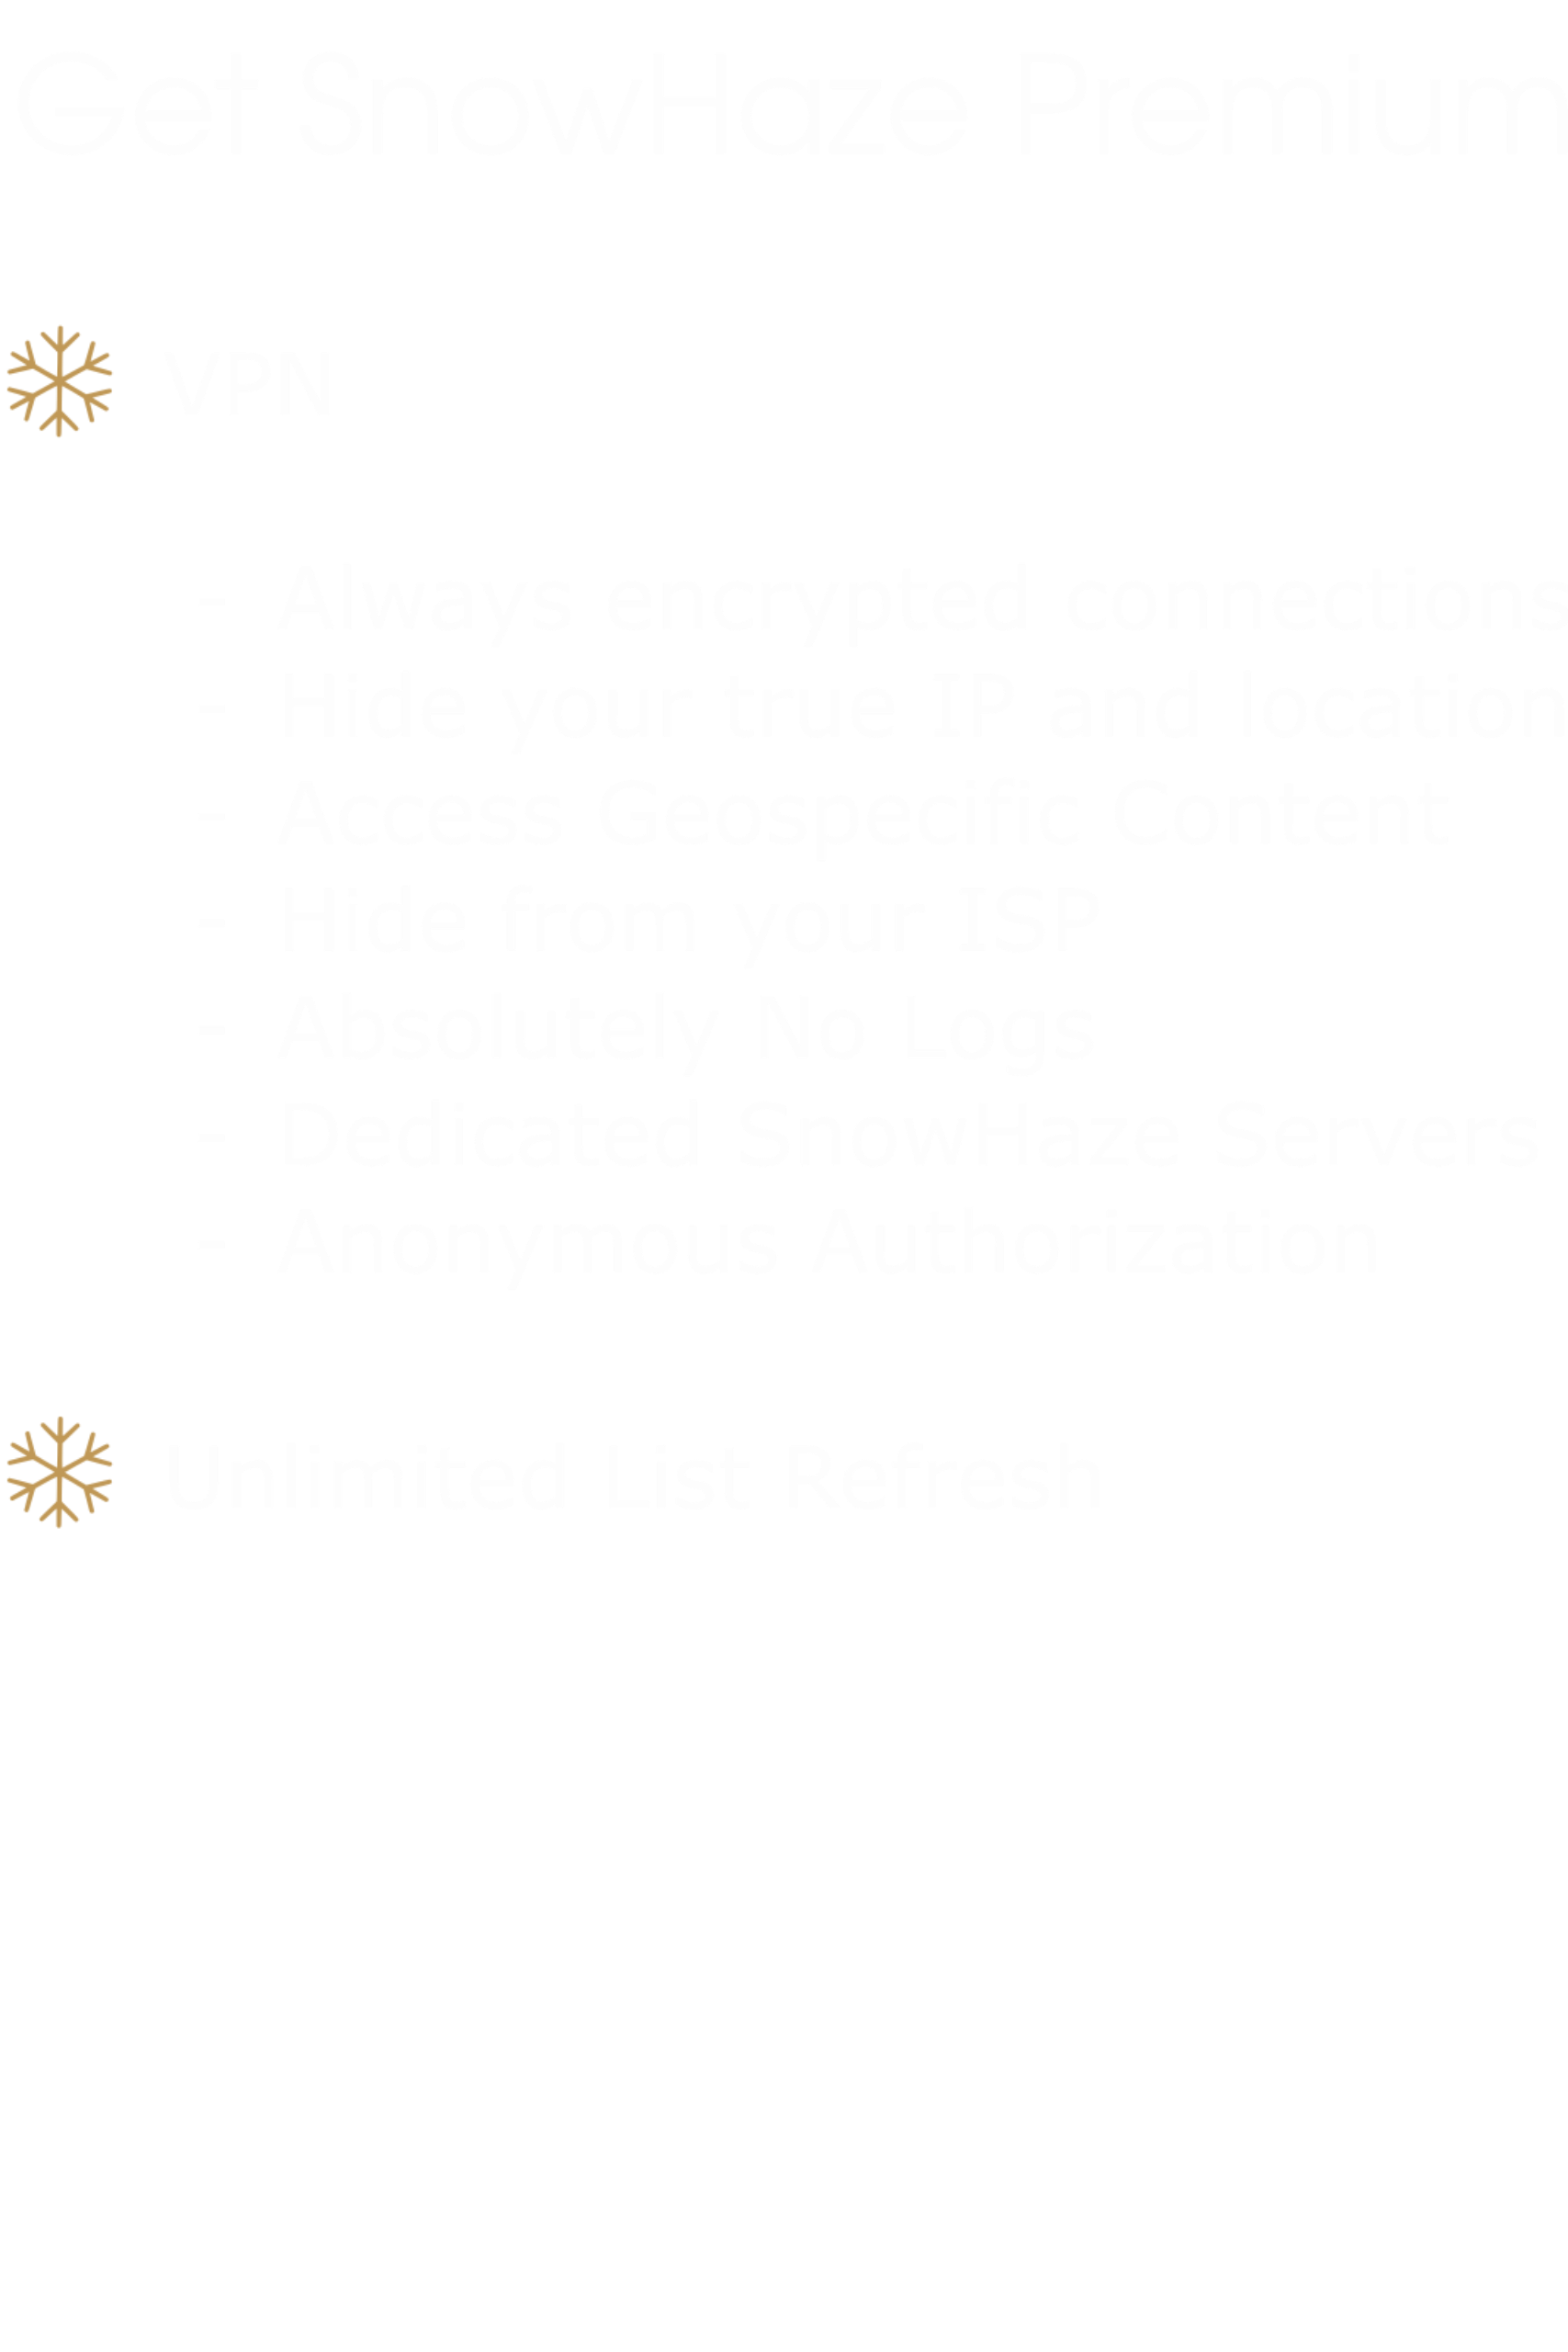 Get SnowHaze Premium
VPN
- Always encrypted connections
- Hide your true IP and location
- Access Geospecific Content
- Hide from your ISP
- Absolutely No Logs
- Dedicated SnowHaze Servers
- Anonymous Authorization
Unlimited List Refresh